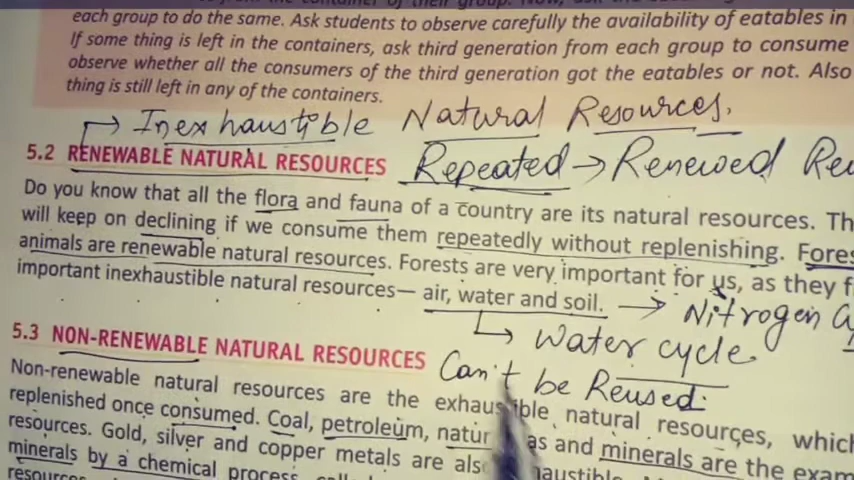 each group to do the same. Ask students to observe carefully the availability of eatables in
If some thing is left in the containers, ask third generation from each group to consume
observe whether all the consumers of the third generation got the eatables or not. Also
thing is still left in any of the containers.
→ Inexhaustible Natural Resources.
5.2 RENEWABLE NATURAL RESOURCES Repeated → Renewed
Do you know that all the flora and fauna of a country are its natural resources.
will keep on declining if we consume them repeatedly without replenishing.
animals are renewable natural resources. Forests are very important for us, as they
important inexhaustible natural resources— air, water and soil. → Nitrogen
→ Water cycle.
5.3 NON-RENEWABLE NATURAL RESOURCES Can't be Reused.
Non-renewable natural resources are the exhaustible natural resources,
replenished once consumed. Coal, petroleum, and minerals are the
resources. Gold, silver and copper metals are
minerals by a chemical process